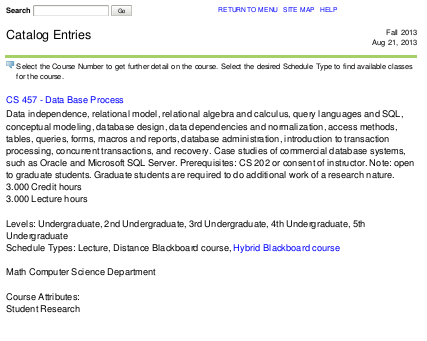 Search Go RETURN TO MENU SITE MAP HELP
Catalog Entries
Fall 2013
Aug 21, 2013
Select the Course Number to get further detail on the course. Select the desired Schedule Type to find available classes
for the course.
CS 457 - Data Base Process
Data independence, relational model, relational algebra and calculus, query languages and SQL,
conceptual modeling, database design, data dependencies and normalization, access methods,
tables, queries, forms, macros and reports, database administration, introduction to transaction
processing, concurrent transactions, and recovery. Case studies of commercial database systems,
such as Oracle and Microsoft SQL Server. Prerequisites: CS 202 or consent of instructor. Note: open
to graduate students. Graduate students are required to do additional work of a research nature.
3.000 Credit hours
3.000 Lecture hours
Levels: Undergraduate, 2nd Undergraduate, 3rd Undergraduate, 4th Undergraduate, 5th
Undergraduate
Schedule Types: Lecture, Distance Blackboard course, Hybrid Blackboard course
Math Computer Science Department
Course Attributes:
Student Research